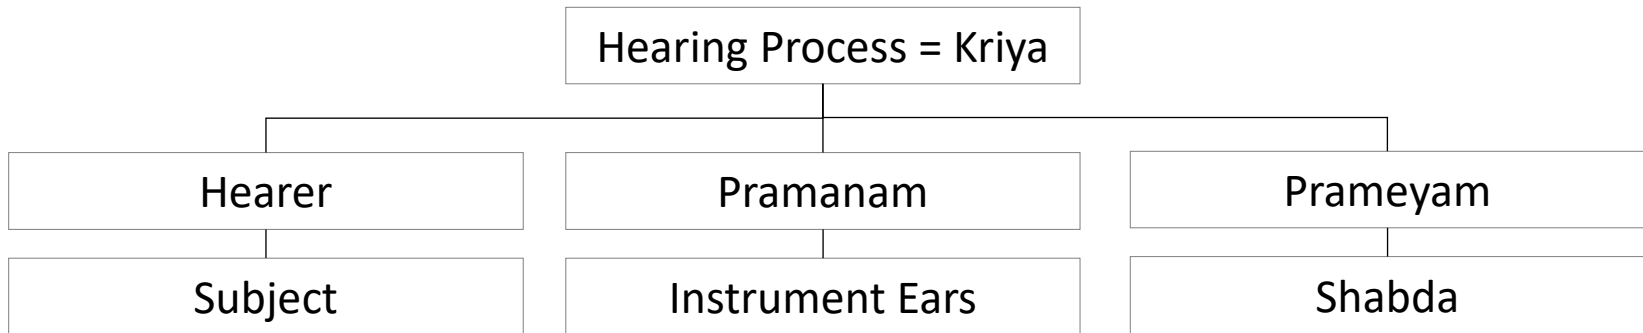 Hearing Process = Kriya
Hearer
Pramanam
Prameyam
Subject
Instrument Ears
Shabda